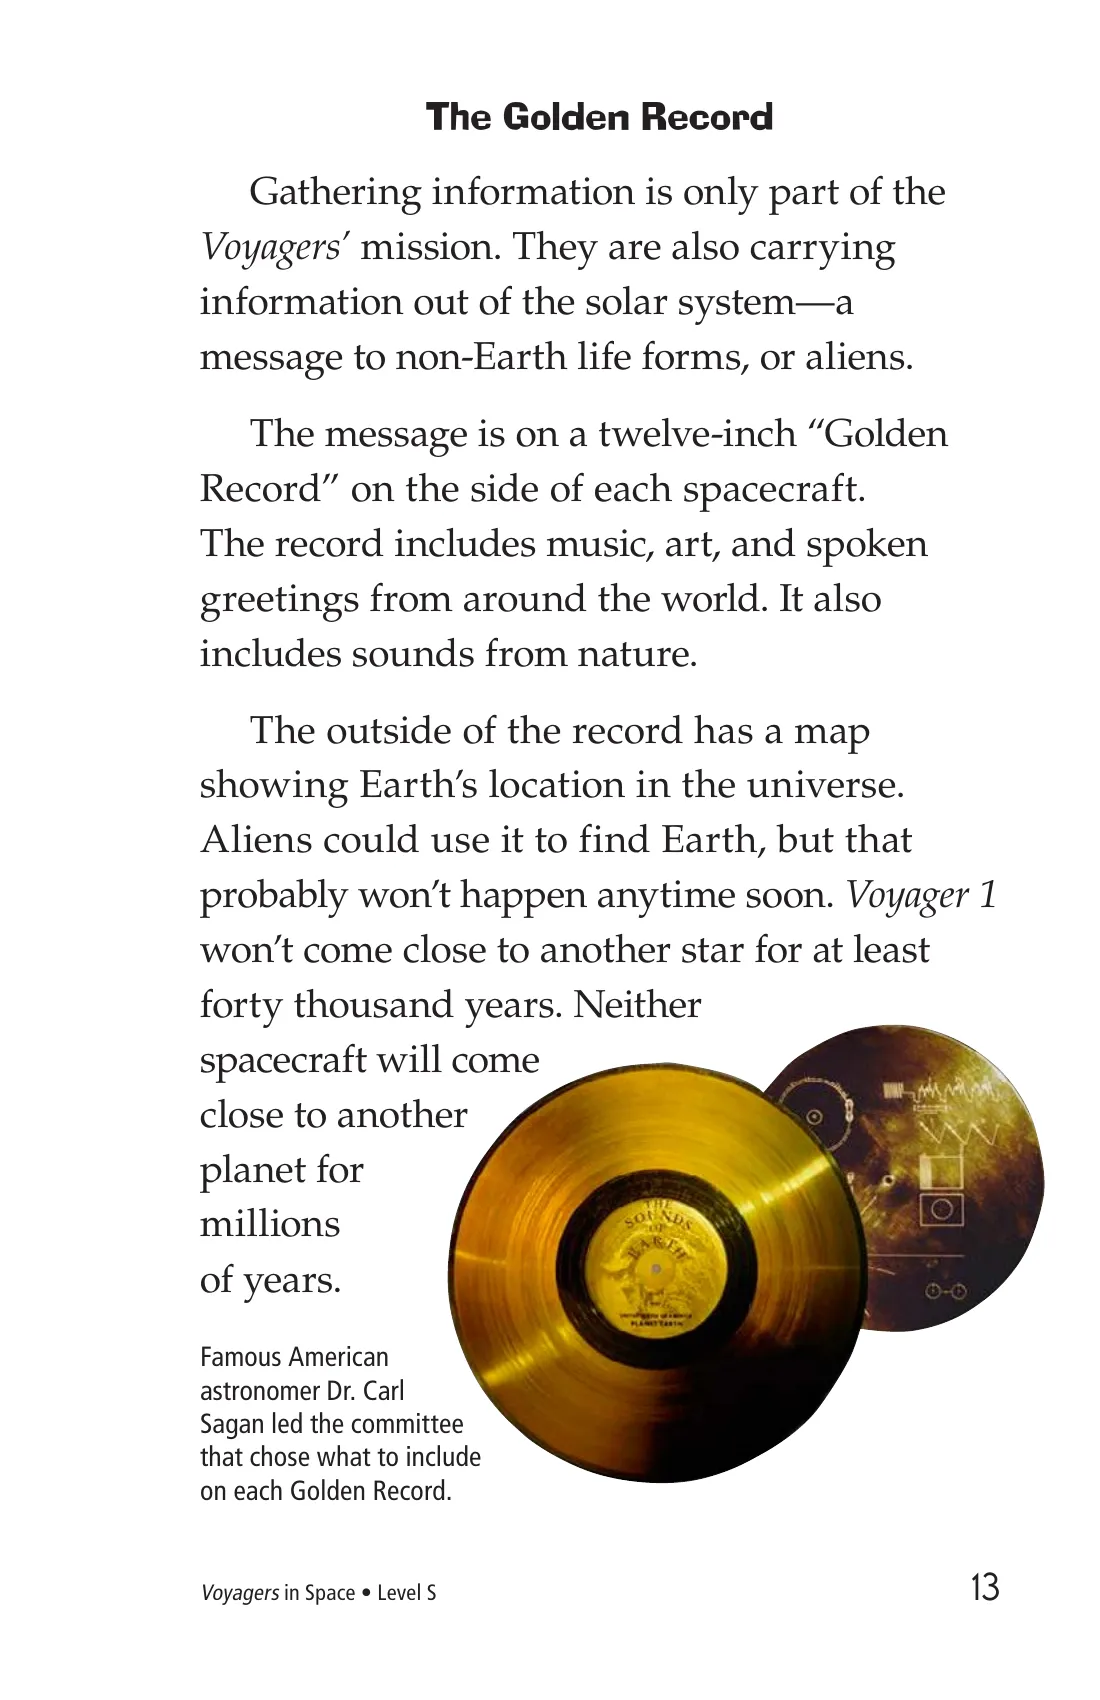 The Golden Record
Gathering information is only part of the
Voyagers’ mission. They are also carrying
information out of the solar system—a
message to non-Earth life forms, or aliens.
The message is on a twelve-inch “Golden
Record” on the side of each spacecraft.
The record includes music, art, and spoken
greetings from around the world. It also
includes sounds from nature.
The outside of the record has a map
showing Earth’s location in the universe.
Aliens could use it to find Earth, but that
probably won’t happen anytime soon. Voyager 1
won’t come close to another star for at least
forty thousand years. Neither
spacecraft will come
close to another
planet for
millions
of years.
THE
SOUNDS
OF
EARTH
PLANET EARTH
Famous American
astronomer Dr. Carl
Sagan led the committee
that chose what to include
on each Golden Record.
Voyagers in Space • Level S
13